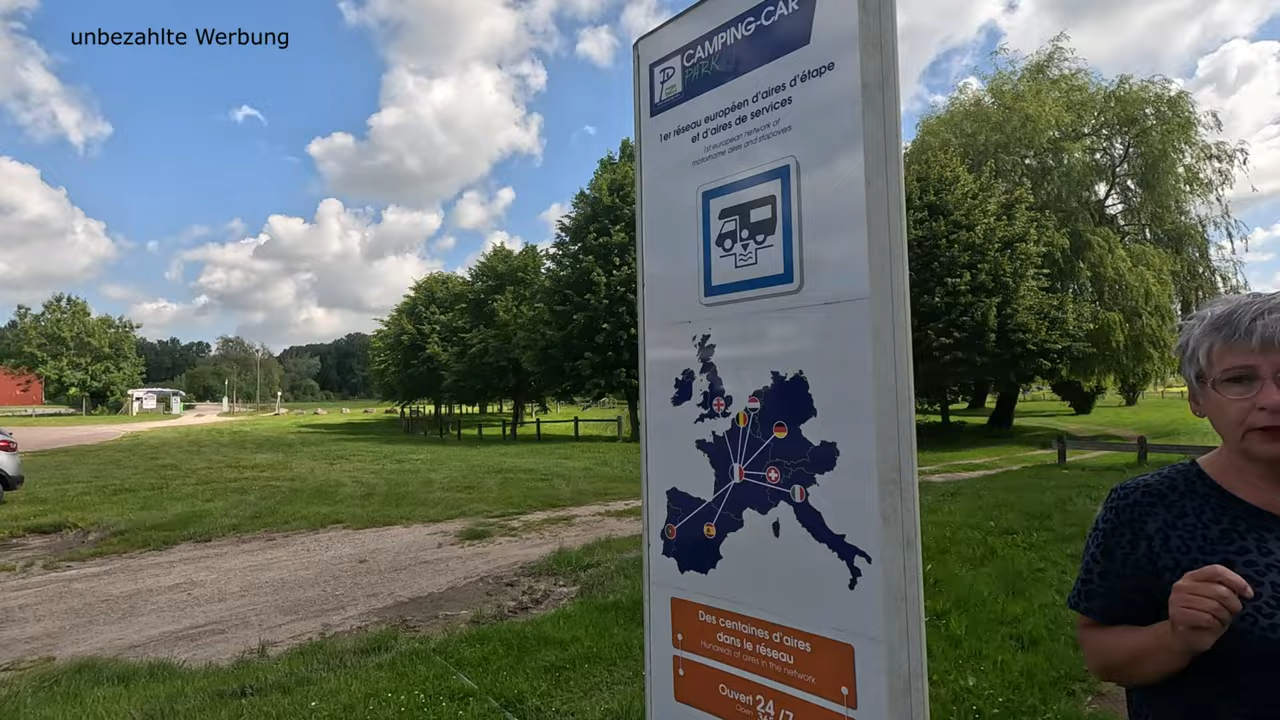 unbezahlte Werbung
CAMPING-CAR
PARK
1er réseau européen d'aires d'étape
et d'aires de services
1st european network of
motorhome aires and stopovers
Des centaines d'aires
dans le réseau
Hundreds of aires in the network
Ouvert 24/7
Open